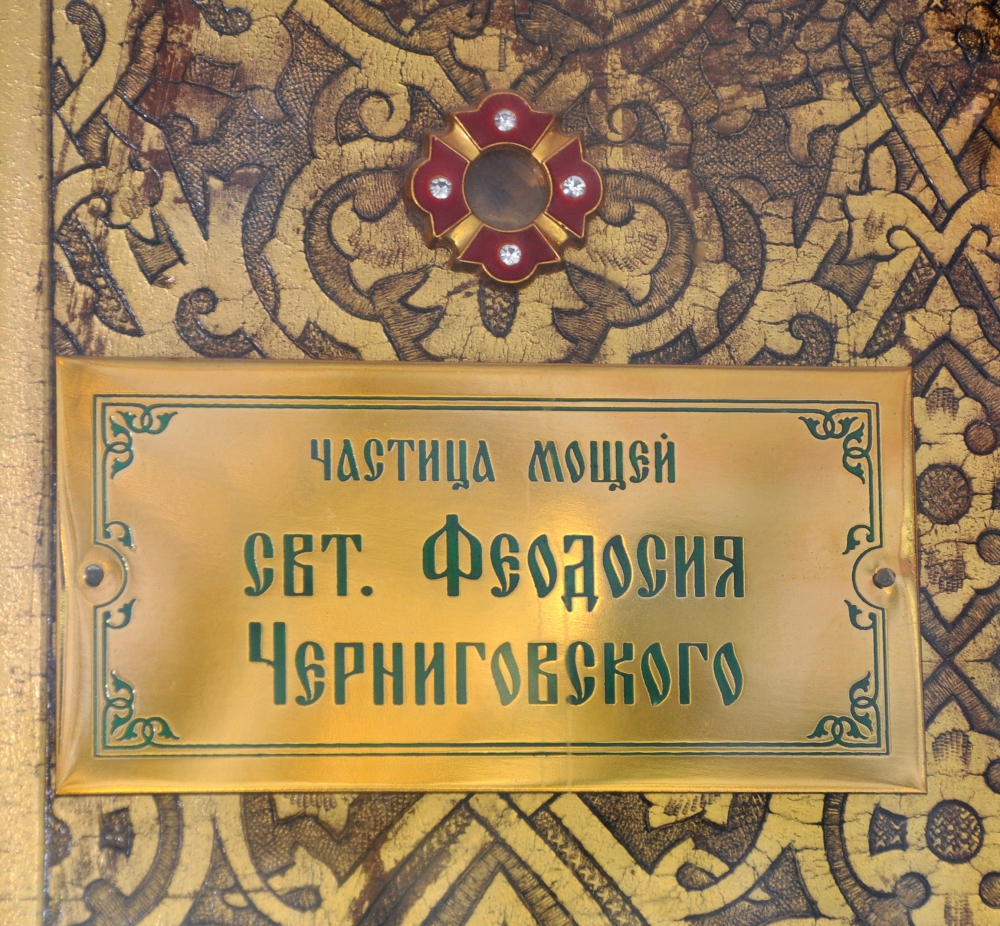 частица мощей
свт. Феодосия
Черниговского